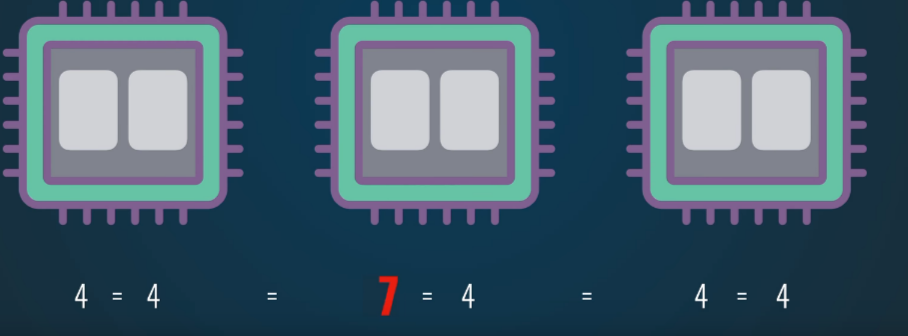 4 = 4 = 7 = 4 = 4 = 4